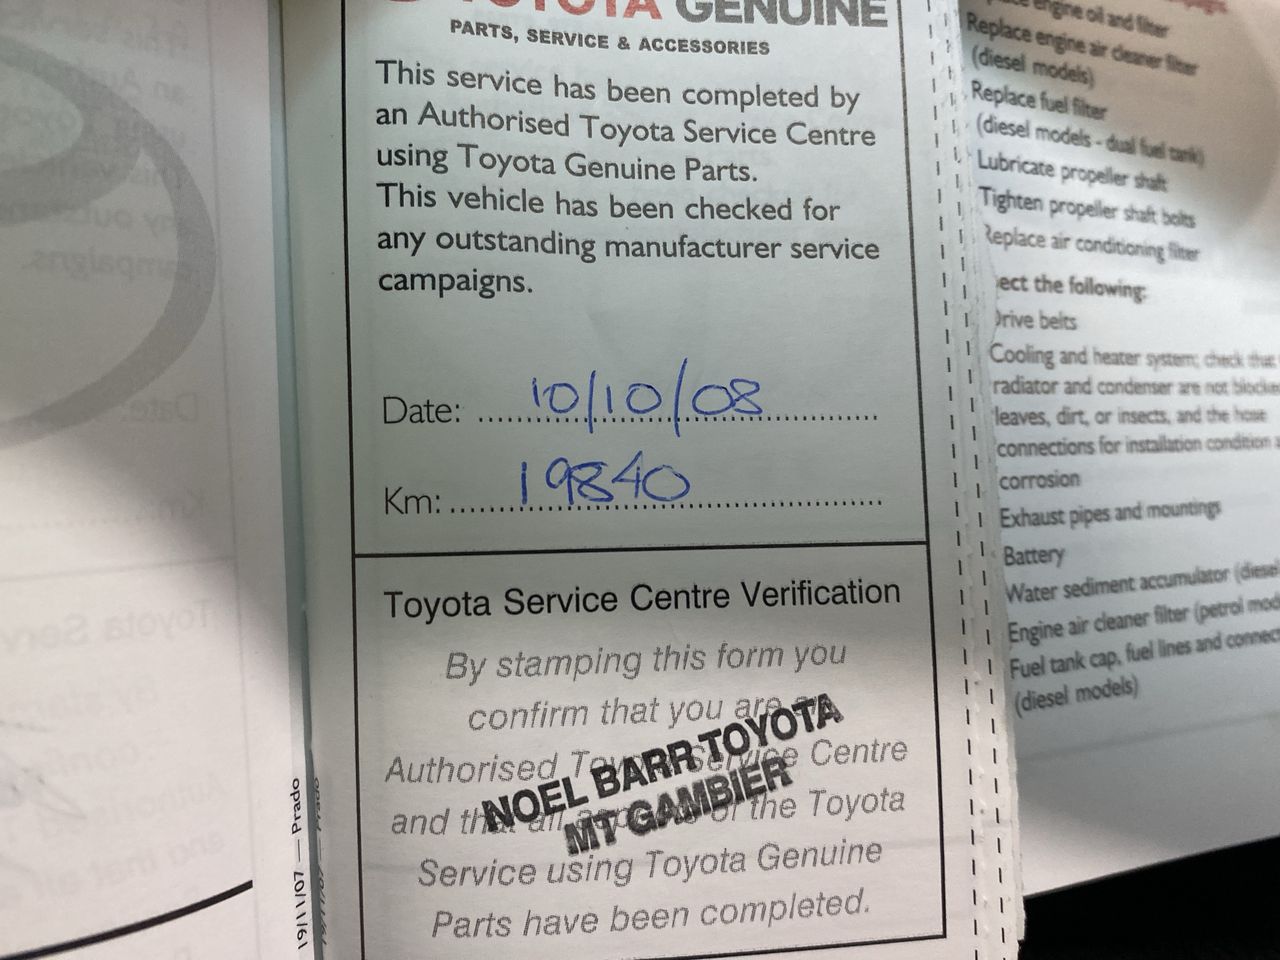 TOYOTA GENUINE
PARTS, SERVICE & ACCESSORIES
This service has been completed by
an Authorised Toyota Service Centre
using Toyota Genuine Parts.
This vehicle has been checked for
any outstanding manufacturer service
campaigns.
Date: 10/10/08
Km: 19840
Toyota Service Centre Verification
By stamping this form you
confirm that you are an
Authorised Toyota Service Centre
and that all aspects of the Toyota
Service using Toyota Genuine
Parts have been completed.
NOEL BARR TOYOTA
MT GAMBIER
19/11/07 — Prado
engine oil and filter
Replace engine air cleaner filter
(diesel models)
Replace fuel filter
(diesel models - dual fuel tank)
Lubricate propeller shaft
Tighten propeller shaft bolts
Replace air conditioning filter
ect the following:
Drive belts
Cooling and heater system; check that
radiator and condenser are not blocke
leaves, dirt, or insects, and the hose
connections for installation condition a
corrosion
Exhaust pipes and mountings
Battery
Water sediment accumulator (diesel
Engine air cleaner filter (petrol mod
Fuel tank cap, fuel lines and connect
(diesel models)